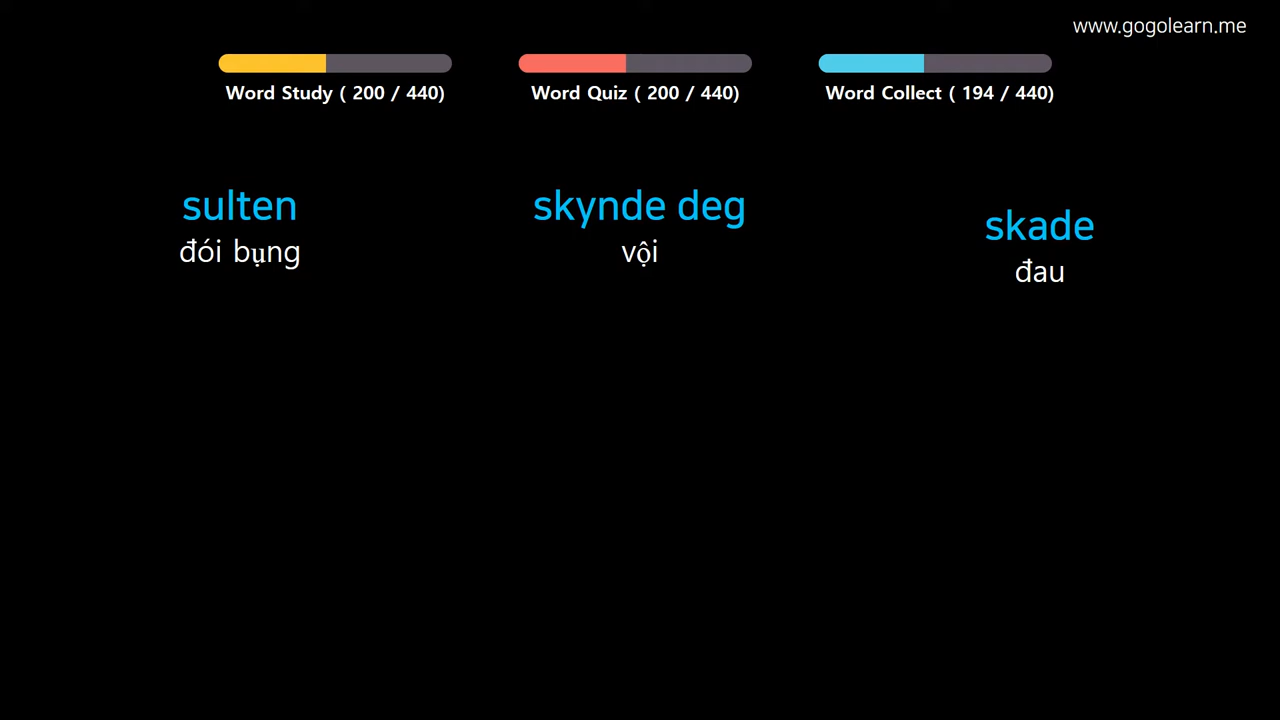 www.gogolearn.me
Word Study ( 200 / 440)
Word Quiz ( 200 / 440)
Word Collect ( 194 / 440)
sulten
đói bụng
skynde deg
vội
skade
đau